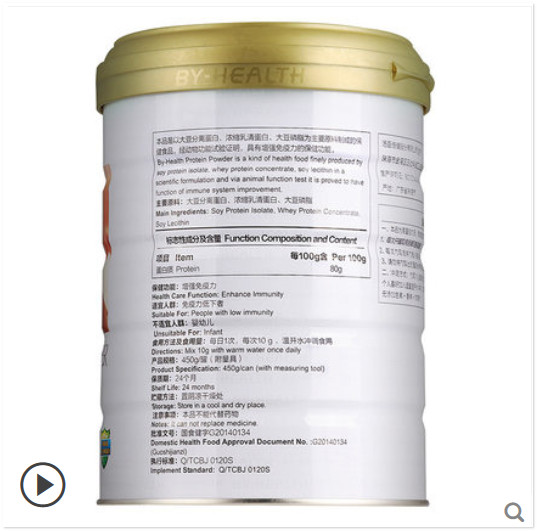 BY-HEALTH
本品是以大豆分离蛋白、浓缩乳清蛋白、大豆磷脂为主要原料制成的保
健食品，经动物功能试验证明，具有增强免疫力的保健功能。
By-Health Protein Powder is a kind of health food finely produced by
soy protein isolate, whey protein concentrate, soy lecithin in a
scientific formulation and via animal function test it is proved to have
function of immune system improvement.
主要原料：大豆分离蛋白、浓缩乳清蛋白、大豆磷脂
Main Ingredients: Soy Protein Isolate, Whey Protein Concentrate,
Soy Lecithin
标志性成分及含量 Function Composition and Content
项目 Item 每100g含 Per 100g
蛋白质 Protein 80g
保健功能：增强免疫力
Health Care Function: Enhance Immunity
适宜人群：免疫力低下者
Suitable For: People with low immunity
不适宜人群：婴幼儿
Unsuitable For: Infant
食用方法及食用量：每日1次，每次10g，温开水冲饮食用
Directions: Mix 10g with warm water once daily
产品规格：450g/罐（附量具）
Product Specification: 450g/can (with measuring tool)
保质期：24个月
Shelf Life: 24 months
贮藏方法：置阴凉干燥处
Storage: Store in a cool and dry place.
注意事项：本品不能代替药物
Notes: It can not replace medicine.
批准文号：国食健字G20140134
Domestic Health Food Approval Document No. :G20140134
(Guoshijianzi)
执行标准：Q/TCBJ 0120S
Implement Standard: Q/TCBJ 0120S